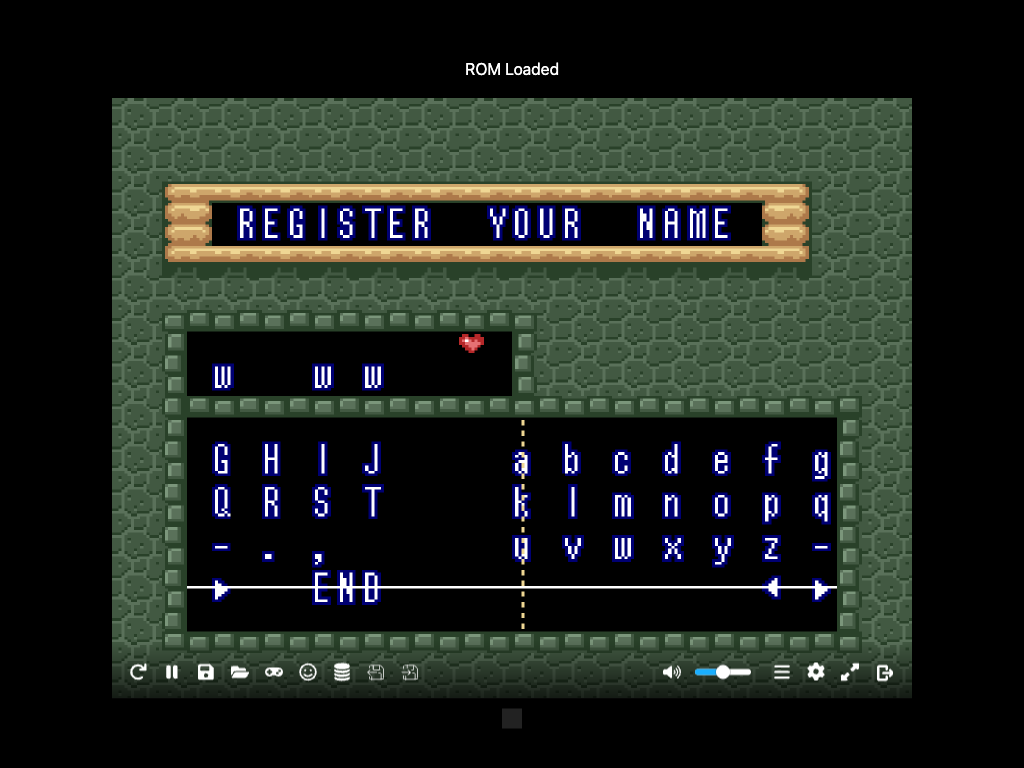 ROM Loaded
REGISTER YOUR NAME
w w w
G H I J a b c d e f g
Q R S T k l m n o p q
- . , u v w x y z -
END